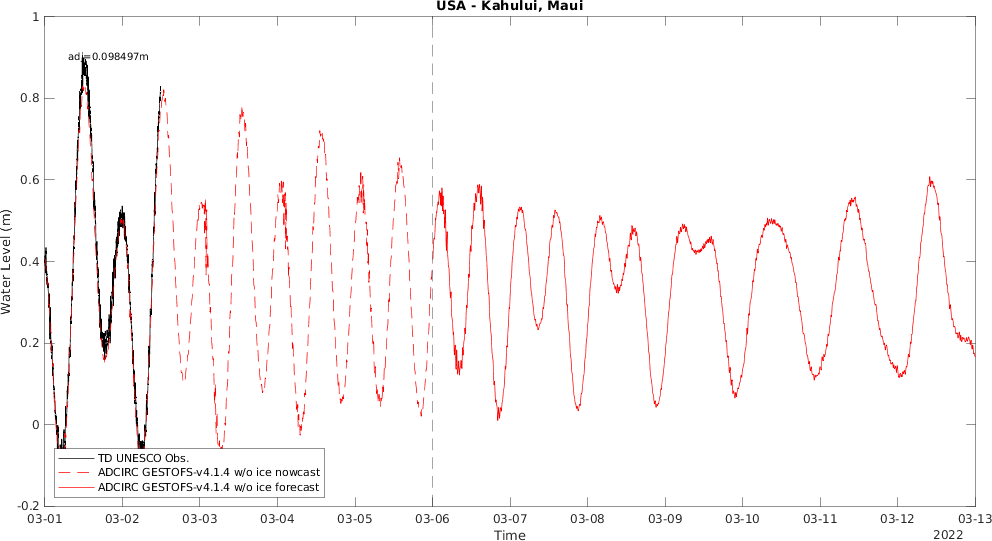 USA - Kahului, Maui
adj=0.098497m
1
0.8
0.6
0.4
0.2
0
-0.2
Water Level (m)
TD UNESCO Obs.
ADCIRC GESTOFS-v4.1.4 w/o ice nowcast
ADCIRC GESTOFS-v4.1.4 w/o ice forecast
03-01 03-02 03-03 03-04 03-05 03-06 03-07 03-08 03-09 03-10 03-11 03-12 03-13
Time
2022